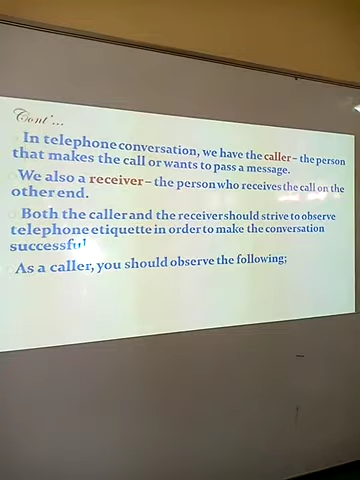 Cont'...
In telephone conversation, we have the caller – the person
that makes the call or wants to pass a message.
We also a receiver – the person who receives the call on the
other end.
Both the caller and the receiver should strive to observe
telephone etiquette in order to make the conversation
successful
As a caller, you should observe the following;